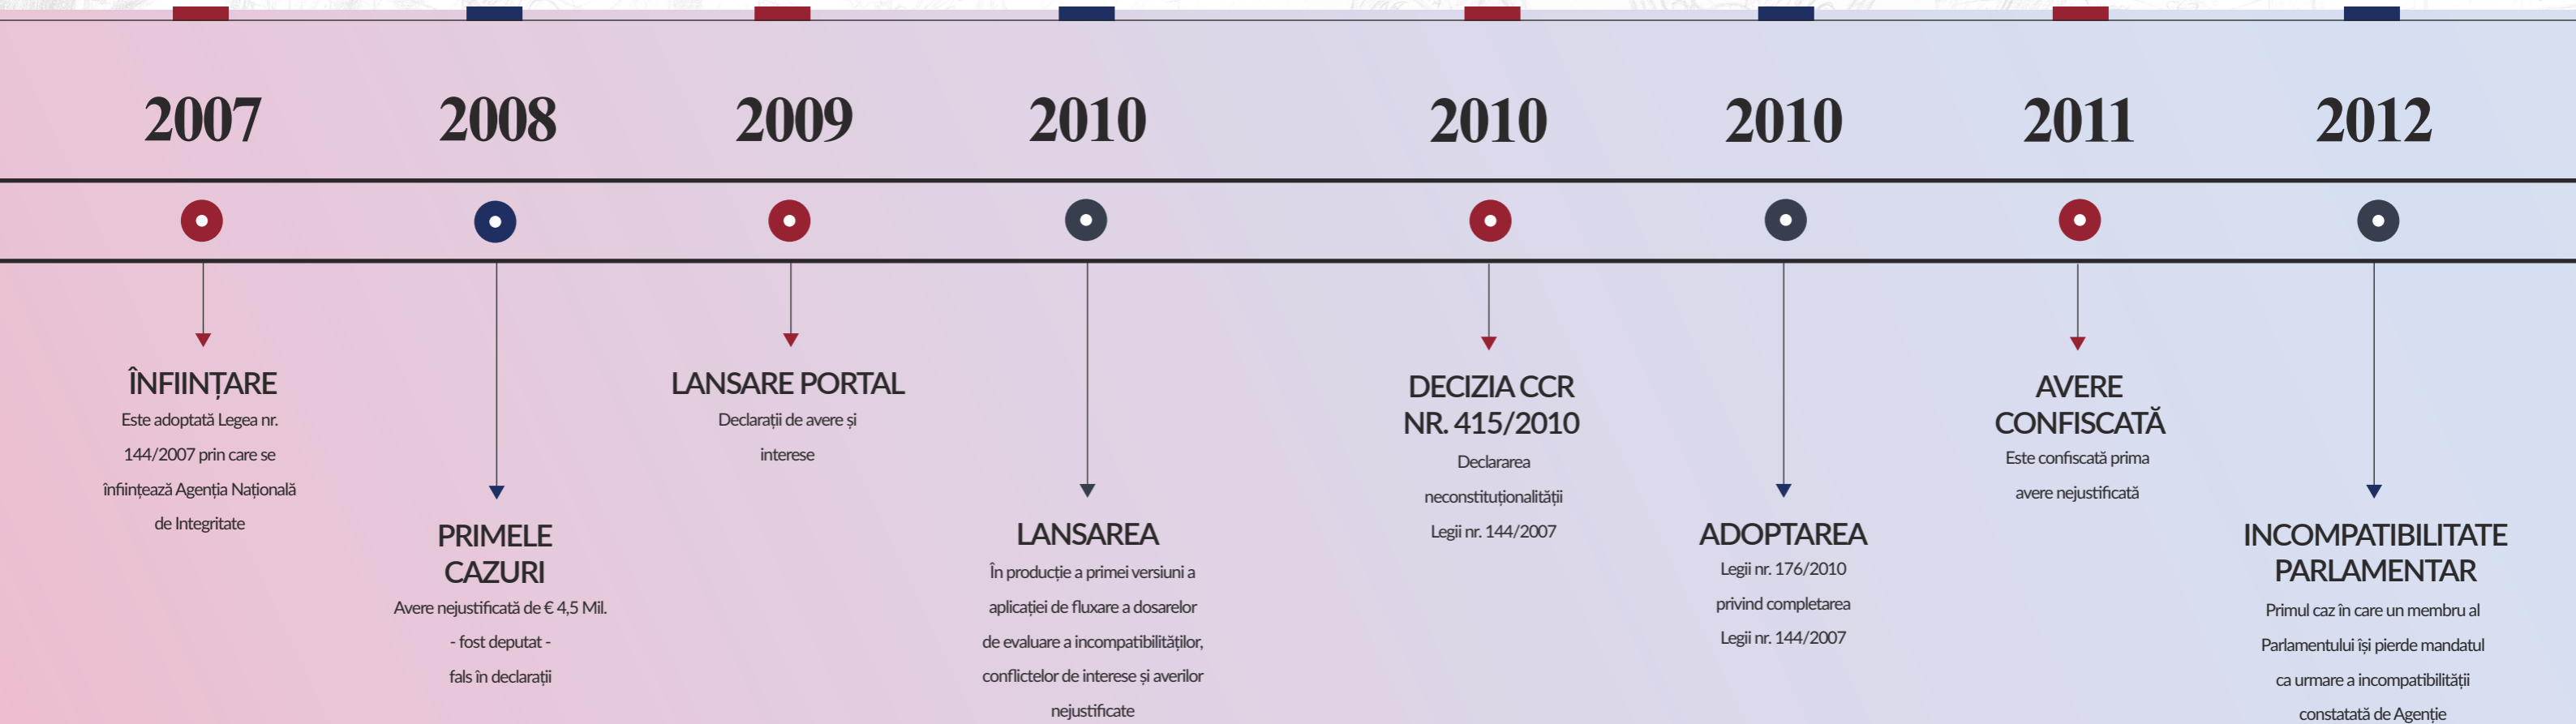 2007
2008
2009
2010
2010
2010
2011
2012
ÎNFIINȚARE
Este adoptată Legea nr.
144/2007 prin care se
înființează Agenția Națională
de Integritate
PRIMELE
CAZURI
Avere nejustificată de € 4,5 Mil.
- fost deputat -
fals în declarații
LANSARE PORTAL
Declarații de avere și
interese
LANSAREA
În producție a primei versiuni a
aplicației de fluxare a dosarelor
de evaluare a incompatibilităților,
conflictelor de interese și averilor
nejustificate
DECIZIA CCR
NR. 415/2010
Declararea
neconstituționalității
Legii nr. 144/2007
ADOPTAREA
Legii nr. 176/2010
privind completarea
Legii nr. 144/2007
AVERE
CONFISCATĂ
Este confiscată prima
avere nejustificată
INCOMPATIBILITATE
PARLAMENTAR
Primul caz în care un membru al
Parlamentului își pierde mandatul
ca urmare a incompatibilității
constatată de Agenție